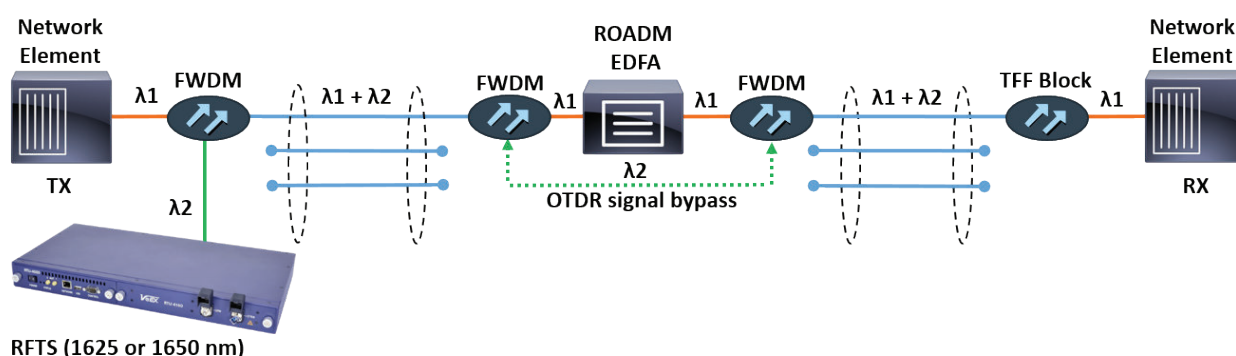 Network
Element
TX
λ1
FWDM
λ2
λ1 + λ2
FWDM
λ1
ROADM
EDFA
λ1
λ2
OTDR signal bypass
FWDM
λ1 + λ2
TFF Block
λ1
Network
Element
RX
VeEX
RFTS (1625 or 1650 nm)